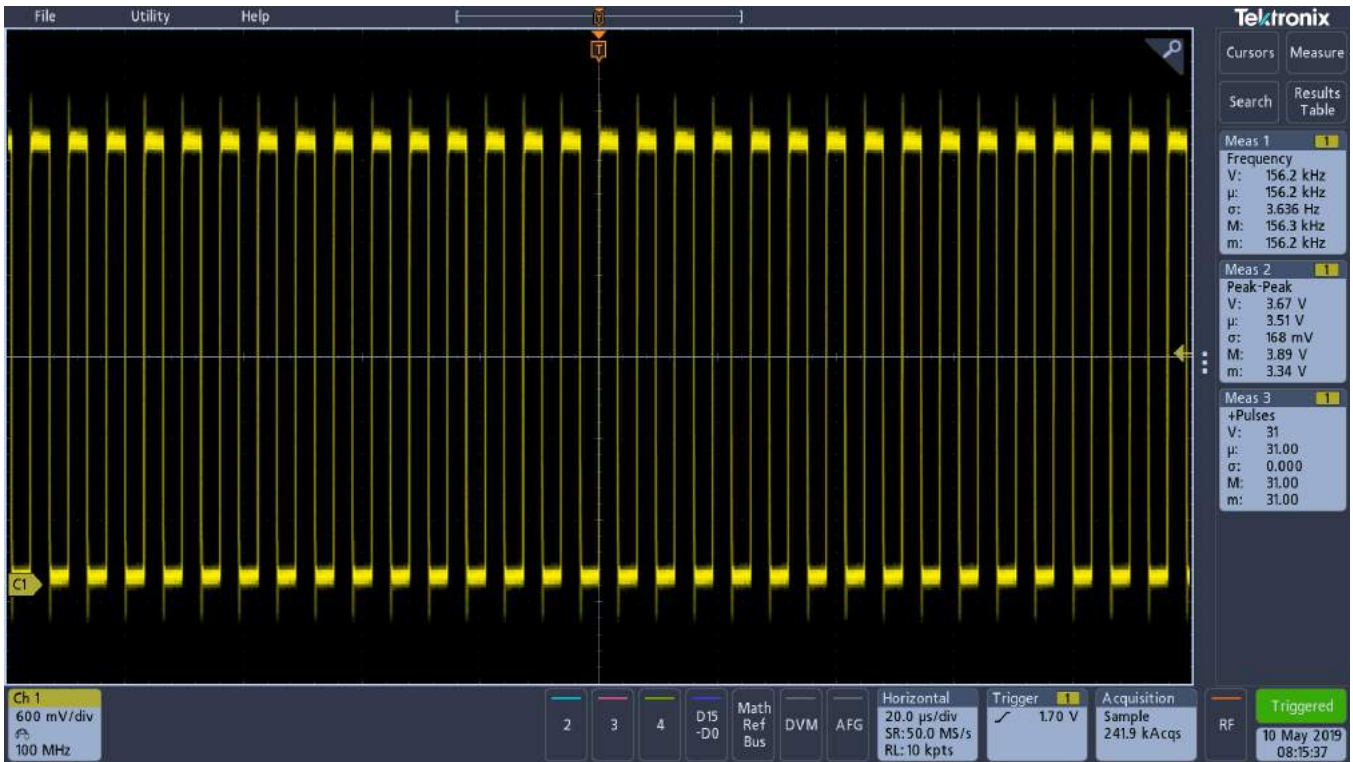 File Utility Help
Tektronix
T
Cursors Measure
Search Results Table
Meas 1 1
Frequency
V: 156.2 kHz
µ: 156.2 kHz
σ: 3.636 Hz
M: 156.3 kHz
m: 156.2 kHz
Meas 2 1
Peak-Peak
V: 3.67 V
µ: 3.51 V
σ: 168 mV
M: 3.89 V
m: 3.34 V
Meas 3 1
+Pulses
V: 31
µ: 31.00
σ: 0.000
M: 31.00
m: 31.00
C1
Ch 1
600 mV/div
100 MHz
2
3
4
D15
-D0
Math
Ref
Bus
DVM
AFG
Horizontal
20.0 µs/div
SR: 50.0 MS/s
RL: 10 kpts
Trigger 1
1.70 V
Acquisition
Sample
241.9 kAcqs
RF
Triggered
10 May 2019
08:15:37